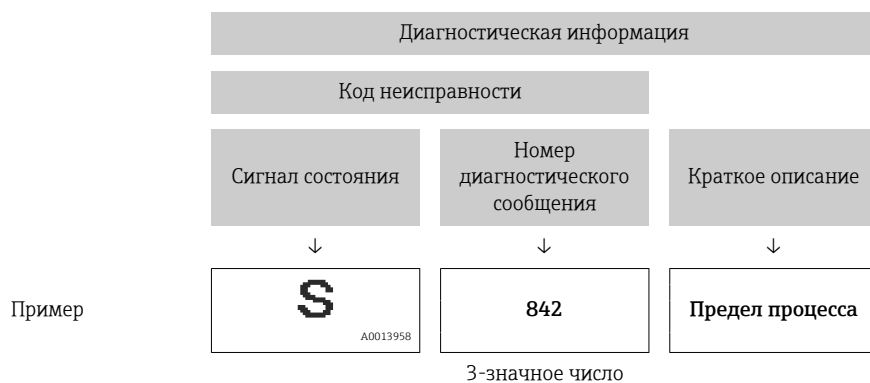 Диагностическая информация
Код неисправности
Сигнал состояния
Номер
диагностического
сообщения
Краткое описание
↓ ↓ ↓
Пример
S
A0013958
842
Предел процесса
3-значное число